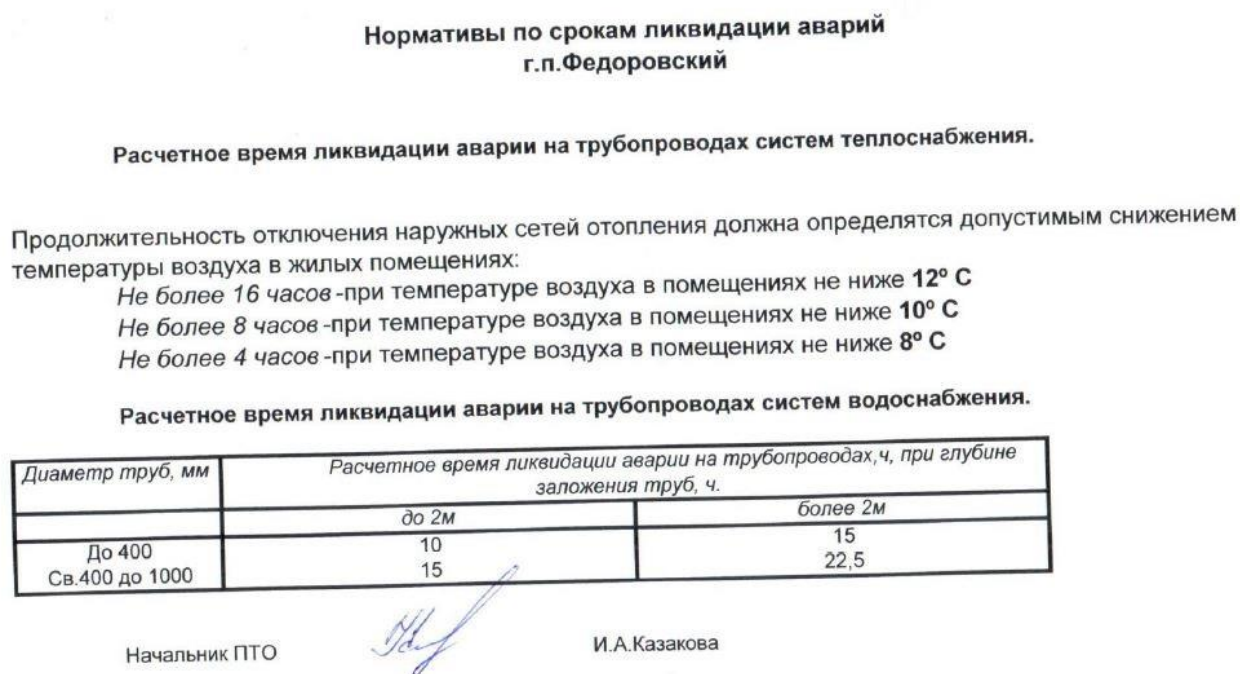 Нормативы по срокам ликвидации аварий
г.п.Федоровский
Расчетное время ликвидации аварии на трубопроводах систем теплоснабжения.
Продолжительность отключения наружных сетей отопления должна определятся допустимым снижением
температуры воздуха в жилых помещениях:
Не более 16 часов -при температуре воздуха в помещениях не ниже 12º С
Не более 8 часов -при температуре воздуха в помещениях не ниже 10º С
Не более 4 часов -при температуре воздуха в помещениях не ниже 8º С
Расчетное время ликвидации аварии на трубопроводах систем водоснабжения.
Диаметр труб, мм Расчетное время ликвидации аварии на трубопроводах,ч, при глубине
заложения труб, ч.
до 2м более 2м
До 400 10 15
Св.400 до 1000 15 22,5
Начальник ПТО И.А.Казакова